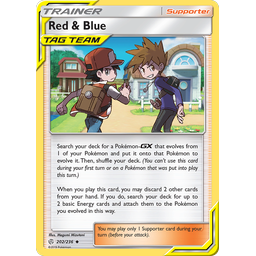 TRAINER
Supporter
Red & Blue
TAG TEAM
Search your deck for a Pokémon-GX that evolves from
1 of your Pokémon and put it onto that Pokémon to
evolve it. Then, shuffle your deck. (You can't use this card
during your first turn or on a Pokémon that was put into play
this turn.)
When you play this card, you may discard 2 other cards
from your hand. If you do, search your deck for up
to 2 basic Energy cards and attach them to the Pokémon
you evolved in this way.
Illus. Megumi Mizutani
202/236
You may play only 1 Supporter card during your
turn (before your attack).